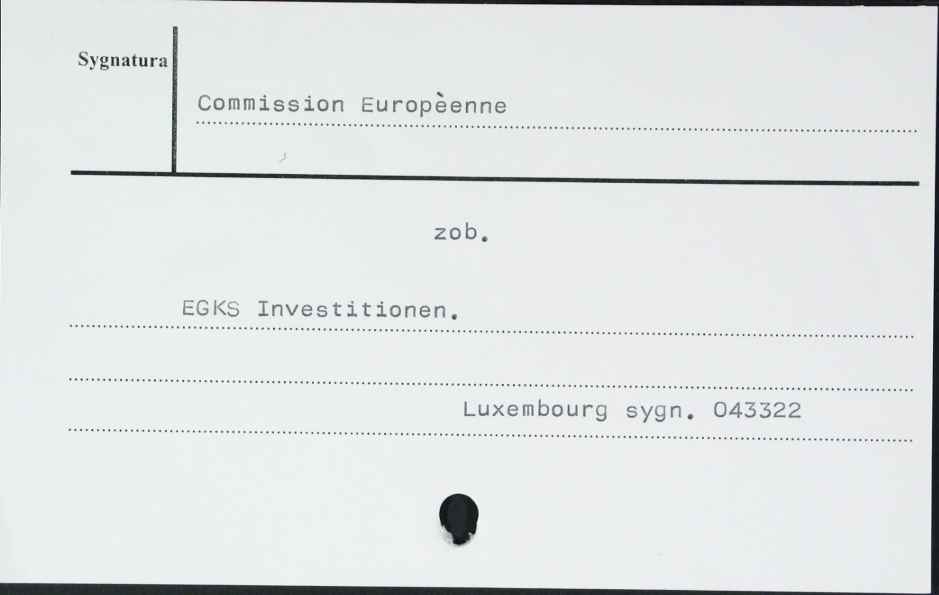 Sygnatura
Commission Europèenne
zob.
EGKS Investitionen.
Luxembourg sygn. 043322